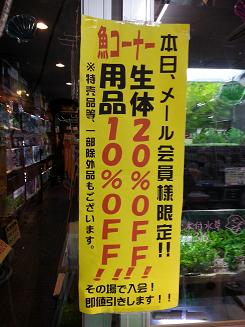 本日、メール会員様限定!!
魚コーナー
生体20%OFF!!
用品10%OFF!!
※特売品等、一部除外品もございます。
その場で入会!
即値引きします!!